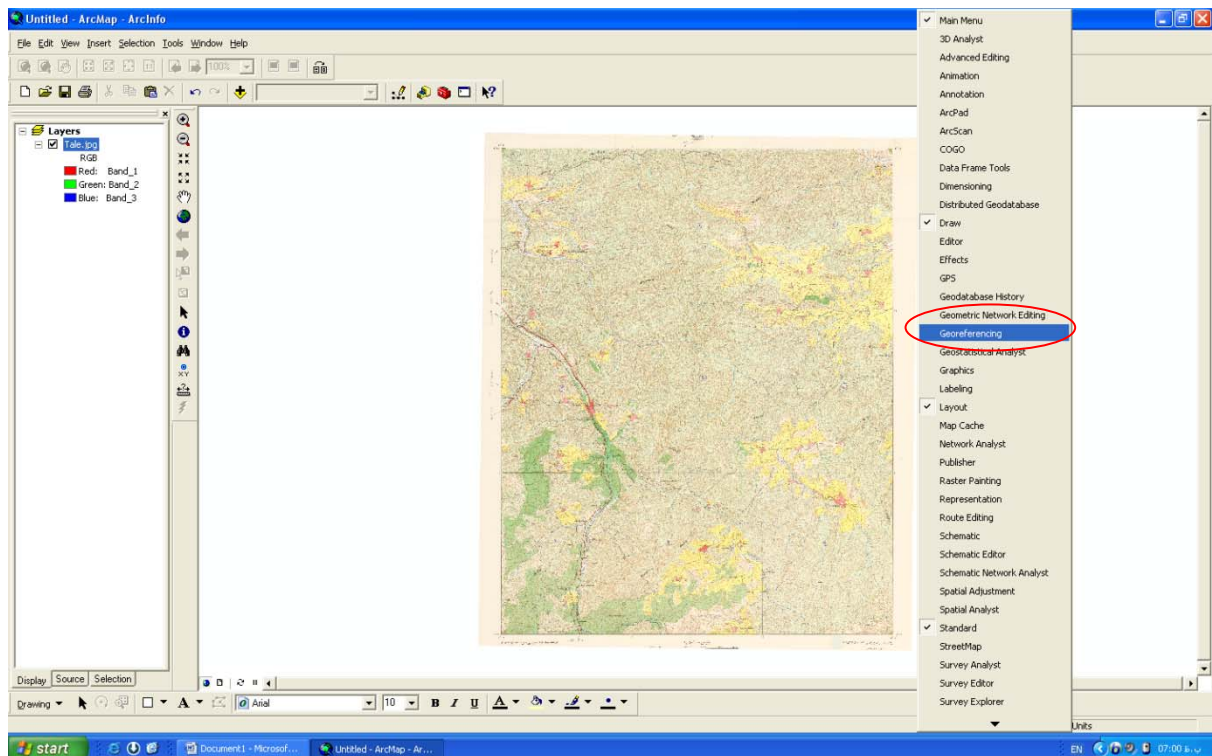 Untitled - ArcMap - ArcInfo
File Edit View Insert Selection Tools Window Help
100%
Layers
Tale.jpg
RGB
Red: Band_1
Green: Band_2
Blue: Band_3
XY
Main Menu
3D Analyst
Advanced Editing
Animation
Annotation
ArcPad
ArcScan
COGO
Data Frame Tools
Dimensioning
Distributed Geodatabase
Draw
Editor
Effects
GPS
Geodatabase History
Geometric Network Editing
Georeferencing
Geostatistical Analyst
Graphics
Labeling
Layout
Map Cache
Network Analyst
Publisher
Raster Painting
Representation
Route Editing
Schematic
Schematic Editor
Schematic Network Analyst
Spatial Adjustment
Spatial Analyst
Standard
StreetMap
Survey Analyst
Survey Editor
Survey Explorer
Display Source Selection
Drawing A Arial 10 B I U A
Units
start Document1 - Microsof... Untitled - ArcMap - Ar... EN 07:00 ب.ظ